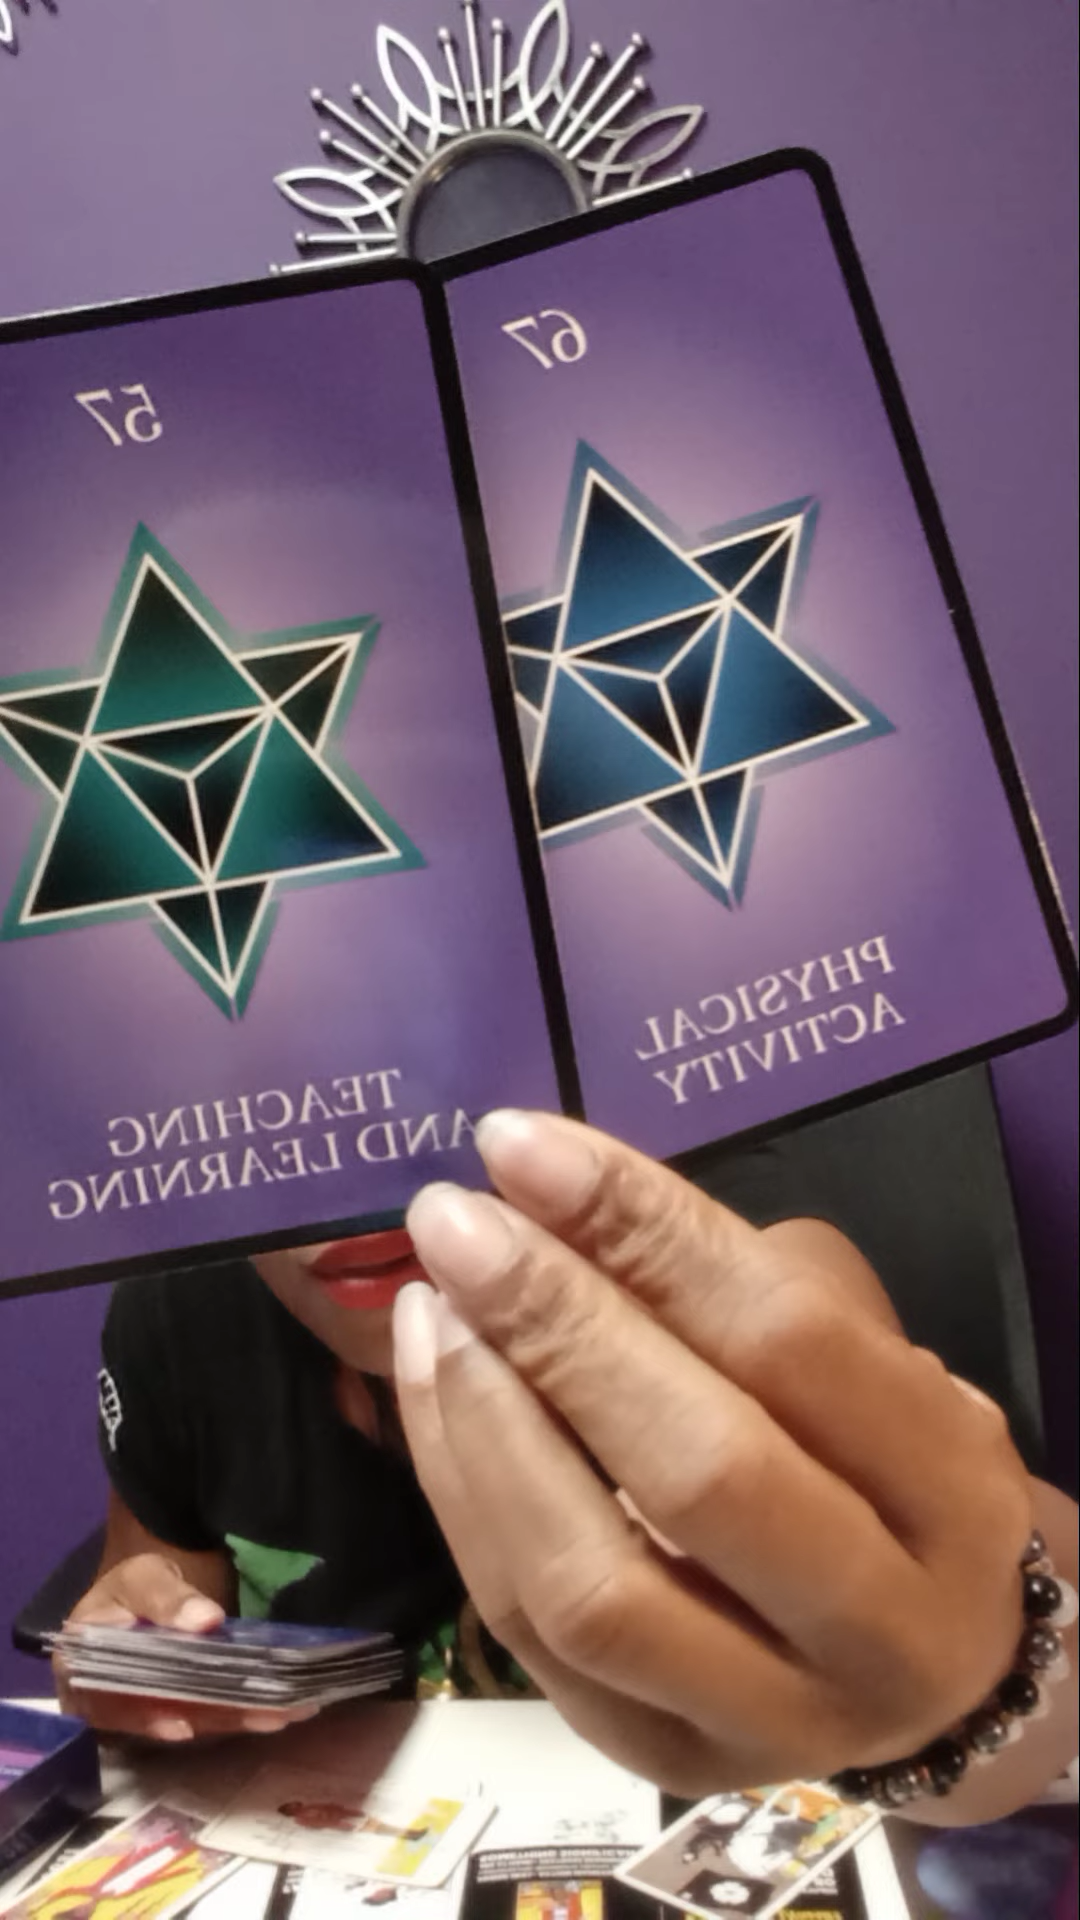 57
TEACHING
AND LEARNING
67
PHYSICAL
ACTIVITY